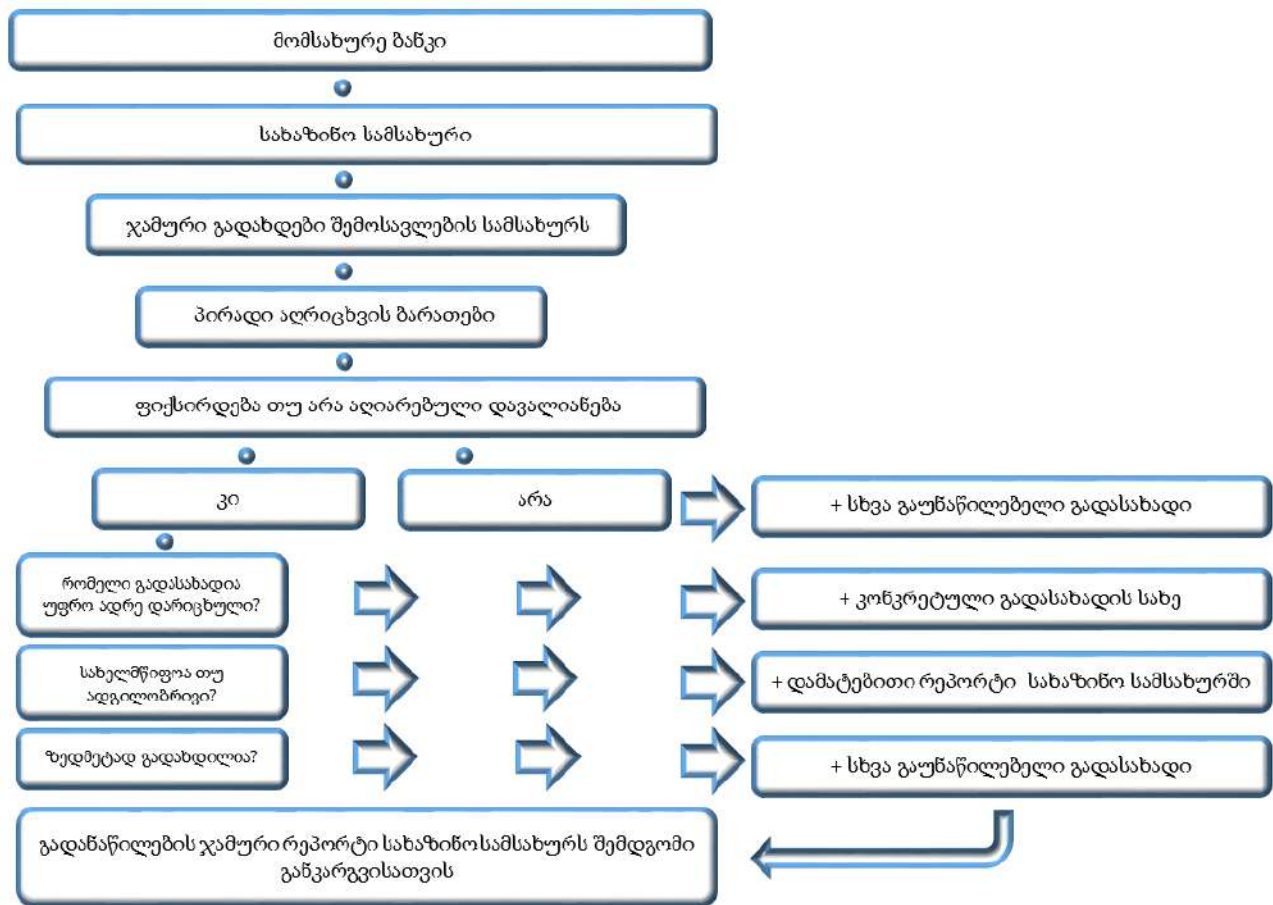 მომსახურე ბანკი
სახაზინო სამსახური
ჯამური გადახდები შემოსავლების სამსახურს
პირადი აღრიცხვის ბარათები
ფიქსირდება თუ არა აღიარებული დავალიანება
კი
არა
+ სხვა გაუნაწილებელი გადასახადი
რომელი გადასახადია
უფრო ადრე დარიცხული?
+ კონკრეტული გადასახადის სახე
სახელმწიფოა თუ
ადგილობრივი?
+ დამატებითი რეპორტი სახაზინო სამსახურში
ზედმეტად გადახდილია?
+ სხვა გაუნაწილებელი გადასახადი
გადანაწილების ჯამური რეპორტი სახაზინო სამსახურს შემდგომი
განკარგვისათვის